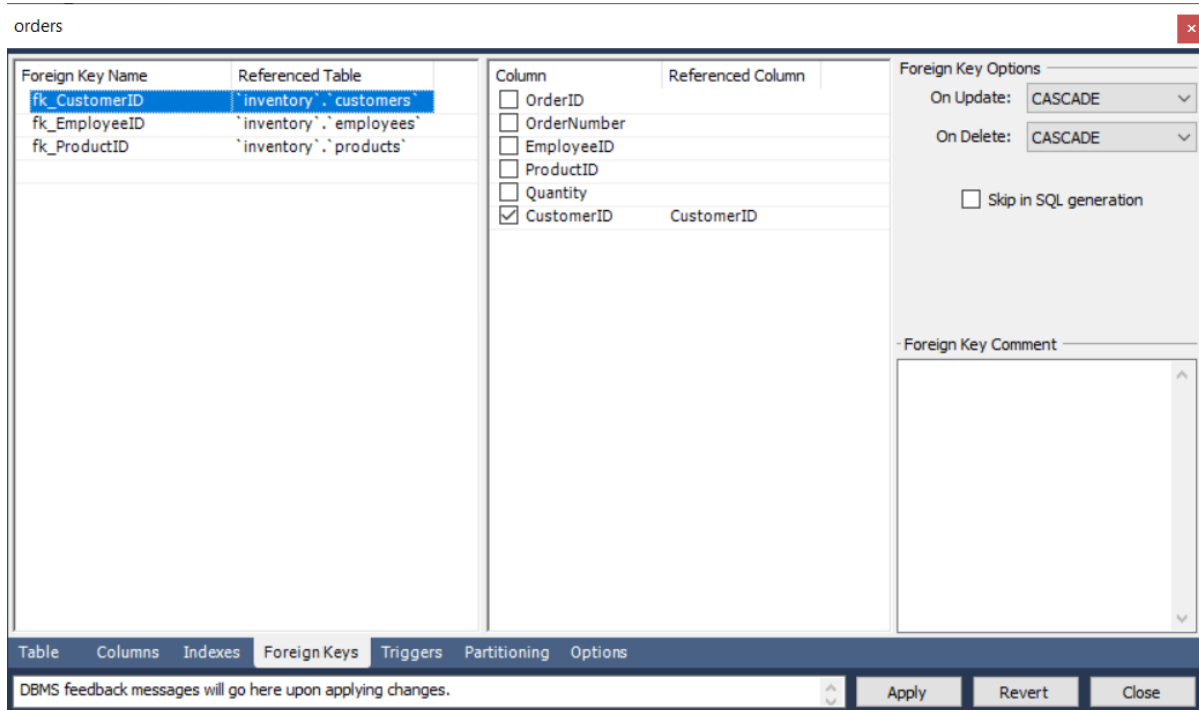 orders
×
Foreign Key Name Referenced Table
fk_CustomerID `inventory`.`customers`
fk_EmployeeID `inventory`.`employees`
fk_ProductID `inventory`.`products`
Column Referenced Column
OrderID
OrderNumber
EmployeeID
ProductID
Quantity
CustomerID CustomerID
Foreign Key Options
On Update: CASCADE
On Delete: CASCADE
Skip in SQL generation
Foreign Key Comment
Table Columns Indexes Foreign Keys Triggers Partitioning Options
DBMS feedback messages will go here upon applying changes.
Apply Revert Close